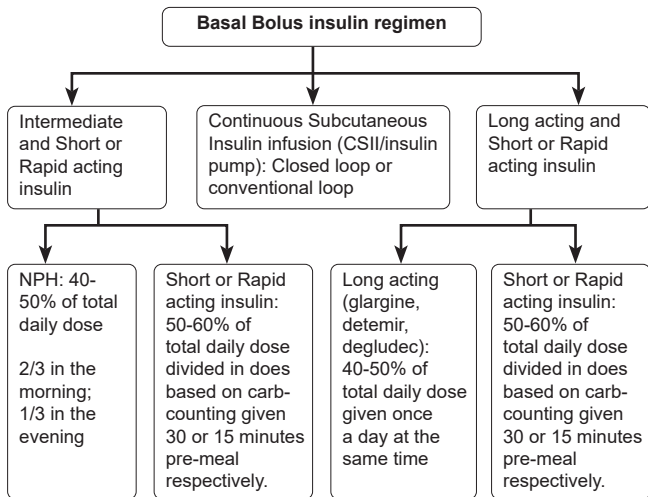 Basal Bolus insulin regimen
Intermediate
and Short or
Rapid acting
insulin
Continuous Subcutaneous
Insulin infusion (CSII/insulin
pump): Closed loop or
conventional loop
Long acting and
Short or Rapid
acting insulin
NPH: 40-
50% of total
daily dose
2/3 in the
morning;
1/3 in the
evening
Short or Rapid
acting insulin:
50-60% of
total daily dose
divided in does
based on carb-
counting given
30 or 15 minutes
pre-meal
respectively.
Long acting
(glargine,
detemir,
degludec):
40-50% of
total daily dose
given once
a day at the
same time
Short or Rapid
acting insulin:
50-60% of
total daily dose
divided in does
based on carb-
counting given
30 or 15 minutes
pre-meal
respectively.